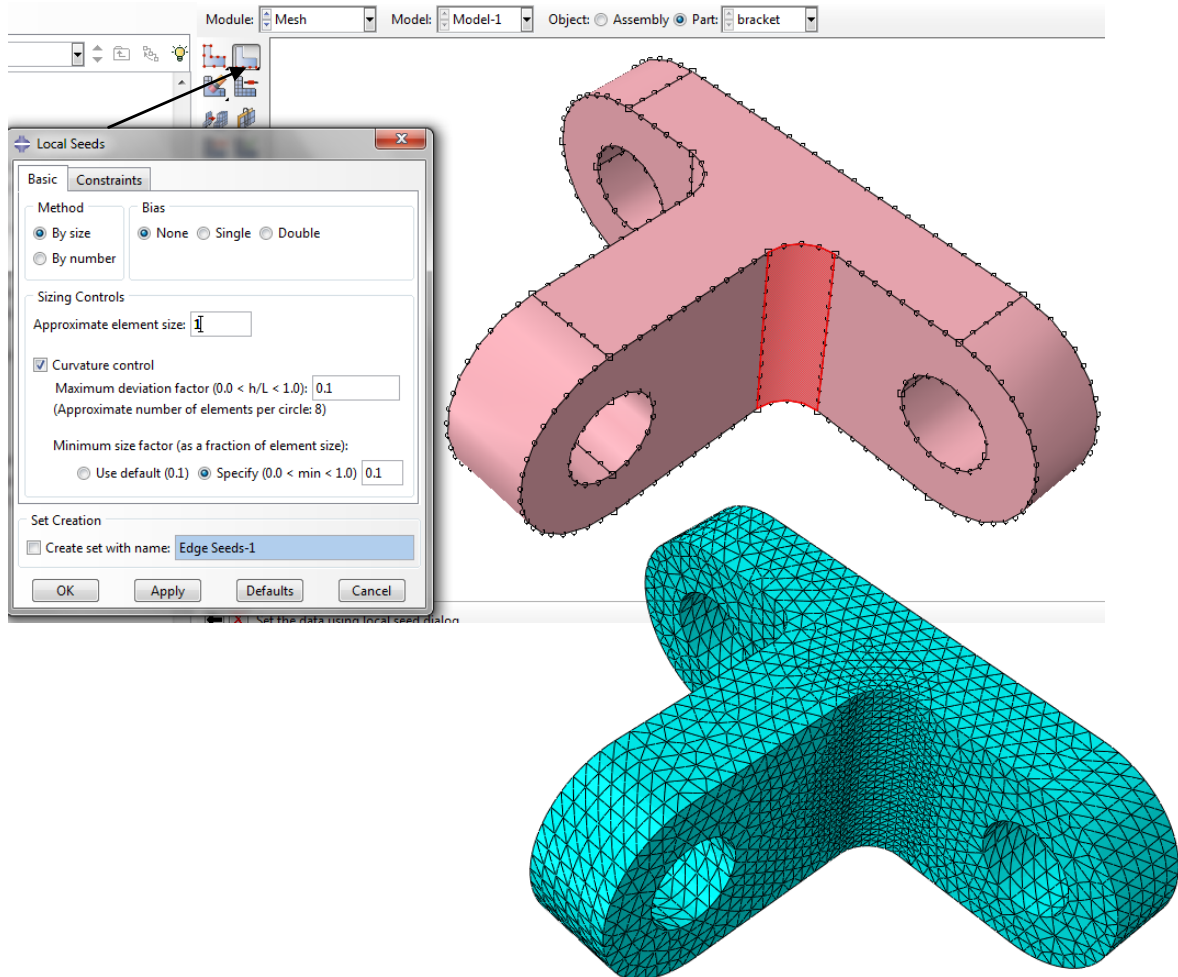 Module: Mesh Model: Model-1 Object: Assembly Part: bracket
Local Seeds
Basic Constraints
Method Bias
By size None Single Double
By number
Sizing Controls
Approximate element size: 1
Curvature control
Maximum deviation factor (0.0 < h/L < 1.0): 0.1
(Approximate number of elements per circle: 8)
Minimum size factor (as a fraction of element size):
Use default (0.1) Specify (0.0 < min < 1.0) 0.1
Set Creation
Create set with name: Edge Seeds-1
OK Apply Defaults Cancel
Set the data using local seed dialog